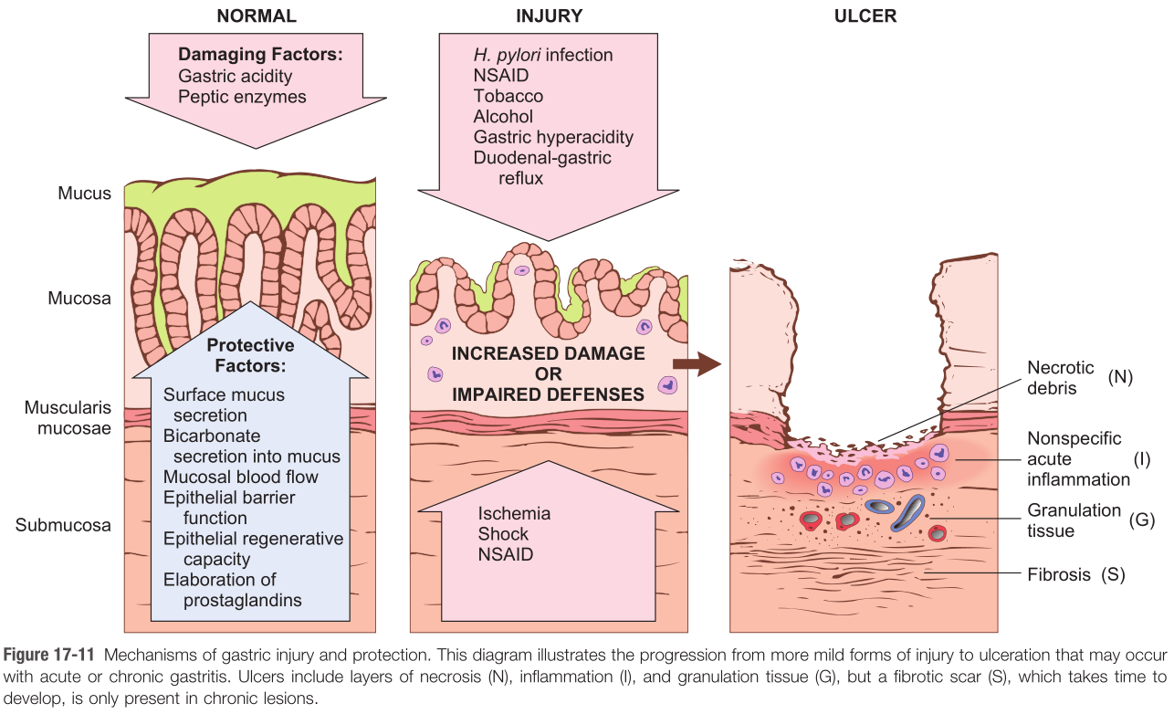 NORMAL
Damaging Factors:
Gastric acidity
Peptic enzymes
Mucus
Mucosa
Muscularis
mucosae
Submucosa
Protective
Factors:
Surface mucus
secretion
Bicarbonate
secretion into mucus
Mucosal blood flow
Epithelial barrier
function
Epithelial regenerative
capacity
Elaboration of
prostaglandins
INJURY
H. pylori infection
NSAID
Tobacco
Alcohol
Gastric hyperacidity
Duodenal-gastric
reflux
INCREASED DAMAGE
OR
IMPAIRED DEFENSES
Ischemia
Shock
NSAID
ULCER
Necrotic
debris (N)
Nonspecific
acute (I)
inflammation
Granulation
tissue (G)
Fibrosis (S)
Figure 17-11 Mechanisms of gastric injury and protection. This diagram illustrates the progression from more mild forms of injury to ulceration that may occur
with acute or chronic gastritis. Ulcers include layers of necrosis (N), inflammation (I), and granulation tissue (G), but a fibrotic scar (S), which takes time to
develop, is only present in chronic lesions.